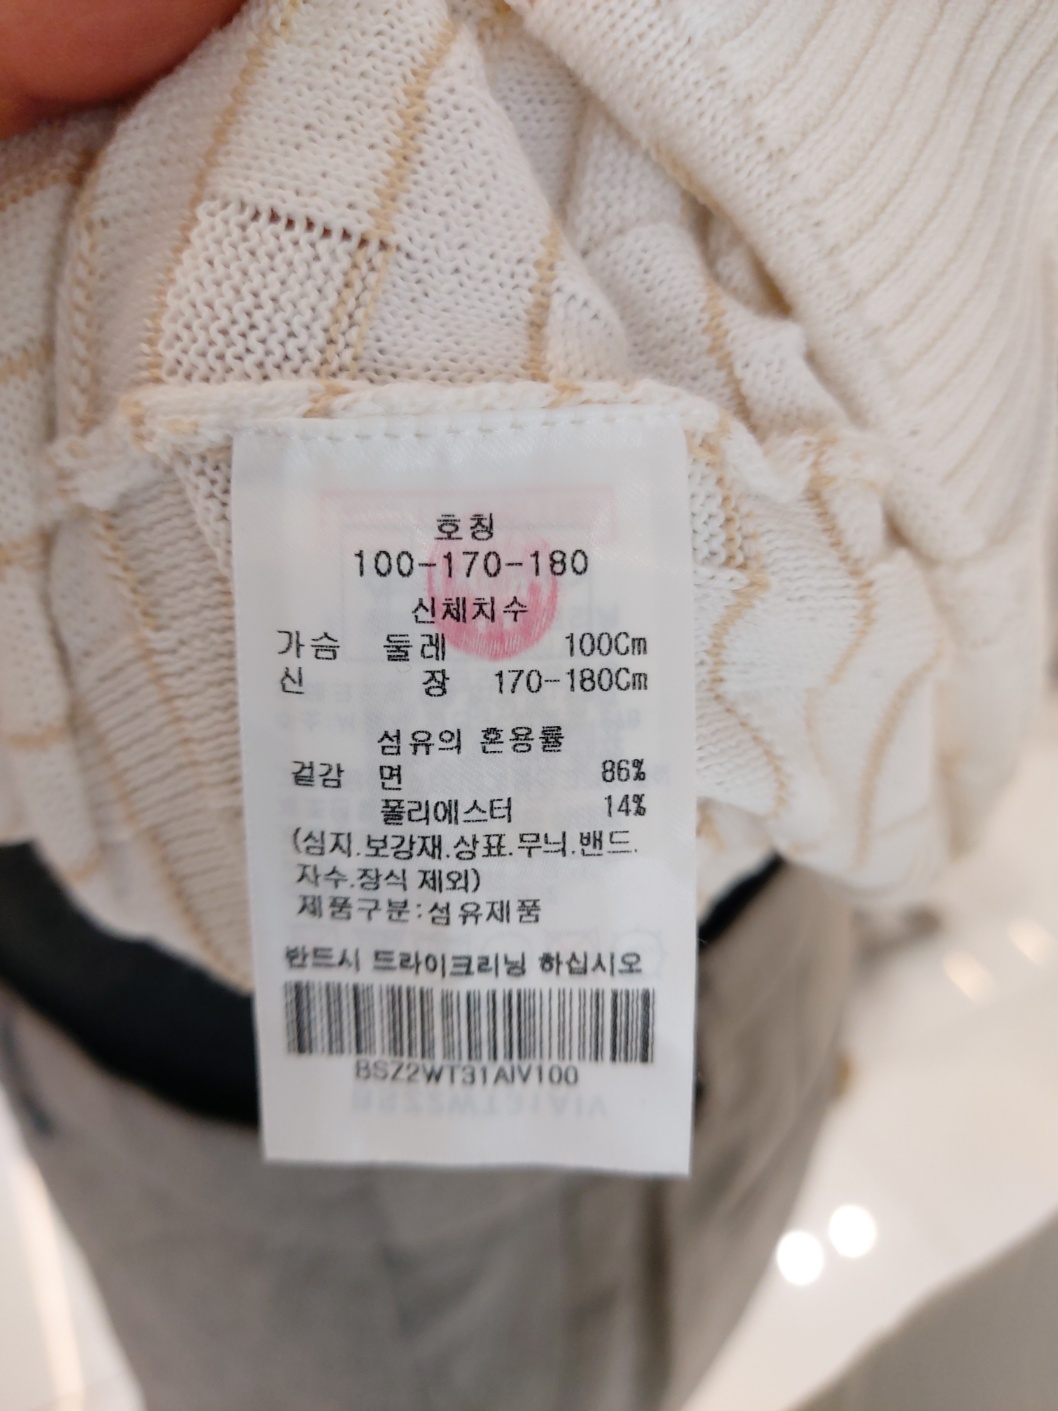 호칭
100-170-180
신체치수
가슴 둘레 100Cm
신 장 170-180Cm
섬유의 혼용률
겉감 면 86%
폴리에스터 14%
(심지.보강재.상표.무늬.밴드.
자수.장식 제외)
제품구분:섬유제품
반드시 드라이크리닝 하십시오
BSZ2WT31AIV100